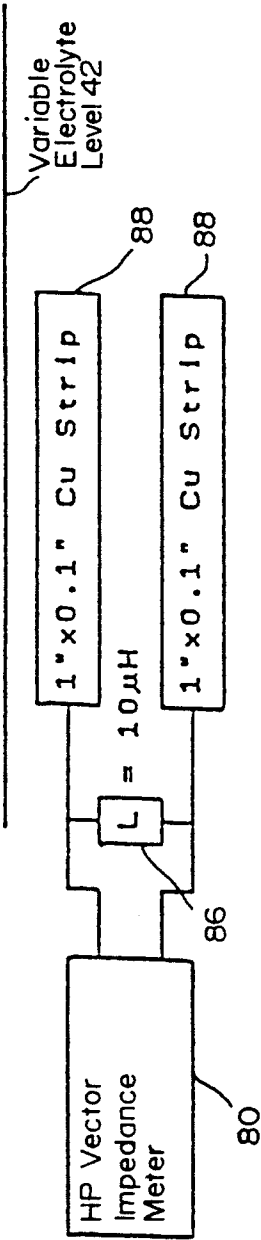 HP Vector
Impedance
Meter
80
L = 10μH
86
1"x0.1" Cu Strip
88
1"x0.1" Cu Strip
88
Variable
Electrolyte
Level 42